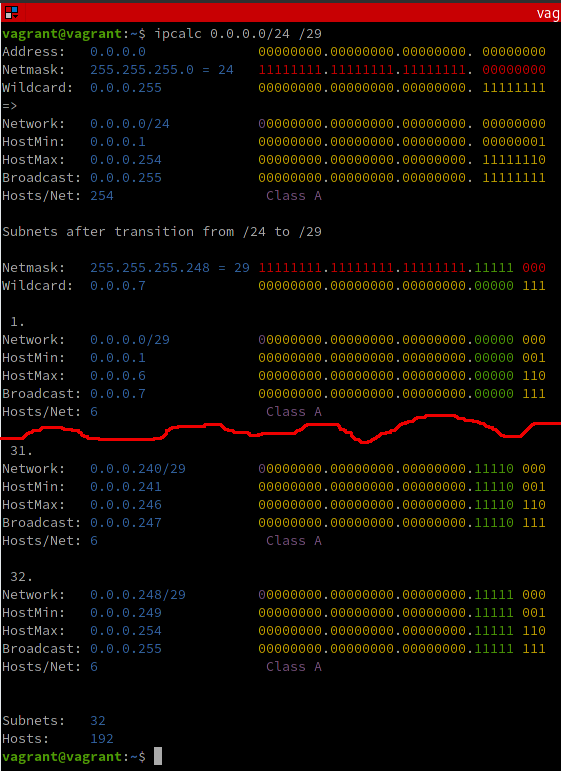 vag
vagrant@vagrant:~$ ipcalc 0.0.0.0/24 /29
Address:   0.0.0.0              00000000.00000000.00000000. 00000000
Netmask:   255.255.255.0 = 24   11111111.11111111.11111111. 00000000
Wildcard:  0.0.0.255            00000000.00000000.00000000. 11111111
=>
Network:   0.0.0.0/24           00000000.00000000.00000000. 00000000
HostMin:   0.0.0.1              00000000.00000000.00000000. 00000001
HostMax:   0.0.0.254            00000000.00000000.00000000. 11111110
Broadcast: 0.0.0.255            00000000.00000000.00000000. 11111111
Hosts/Net: 254                   Class A
Subnets after transition from /24 to /29
Netmask:   255.255.255.248 = 29 11111111.11111111.11111111.11111 000
Wildcard:  0.0.0.7              00000000.00000000.00000000.00000 111
1.
Network:   0.0.0.0/29           00000000.00000000.00000000.00000 000
HostMin:   0.0.0.1              00000000.00000000.00000000.00000 001
HostMax:   0.0.0.6              00000000.00000000.00000000.00000 110
Broadcast: 0.0.0.7              00000000.00000000.00000000.00000 111
Hosts/Net: 6                     Class A
31.
Network:   0.0.0.240/29         00000000.00000000.00000000.11110 000
HostMin:   0.0.0.241            00000000.00000000.00000000.11110 001
HostMax:   0.0.0.246            00000000.00000000.00000000.11110 110
Broadcast: 0.0.0.247            00000000.00000000.00000000.11110 111
Hosts/Net: 6                     Class A
32.
Network:   0.0.0.248/29         00000000.00000000.00000000.11111 000
HostMin:   0.0.0.249            00000000.00000000.00000000.11111 001
HostMax:   0.0.0.254            00000000.00000000.00000000.11111 110
Broadcast: 0.0.0.255            00000000.00000000.00000000.11111 111
Hosts/Net: 6                     Class A
Subnets:   32
Hosts:     192
vagrant@vagrant:~$